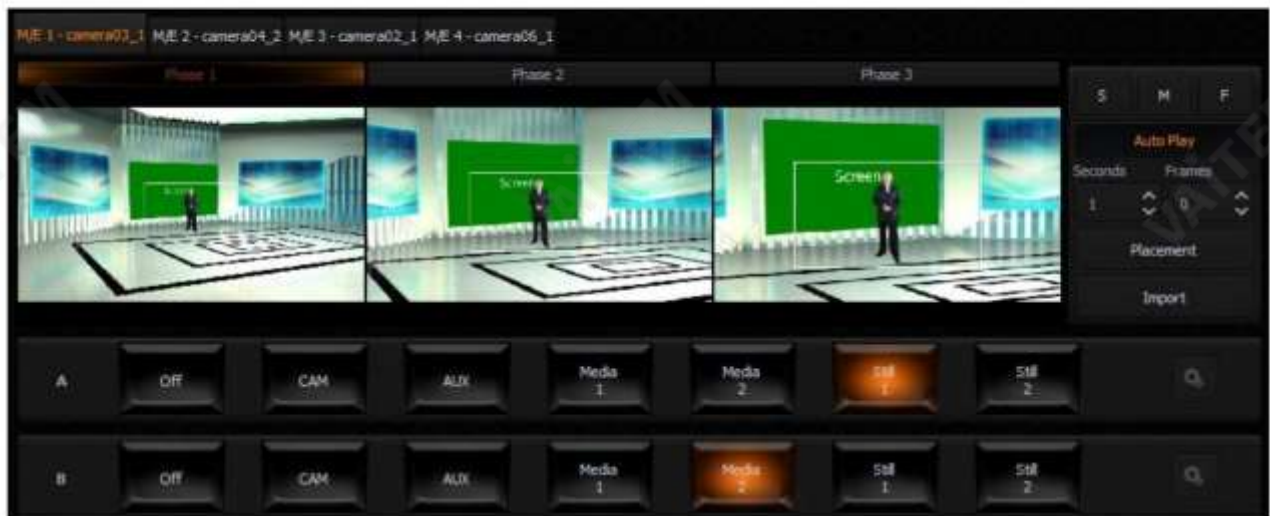 M/E 1 - camera03_1 M/E 2 - camera04_2 M/E 3 - camera02_1 M/E 4 - camera06_1
Phase 1 Phase 2 Phase 3
S M F
Auto Play
Seconds Frames
1 0
Placement
Import
Screen
Screen
Screen
A Off CAM AUX Media 1 Media 2 Still 1 Still 2
B Off CAM AUX Media 1 Media 2 Still 1 Still 2
VAITEM